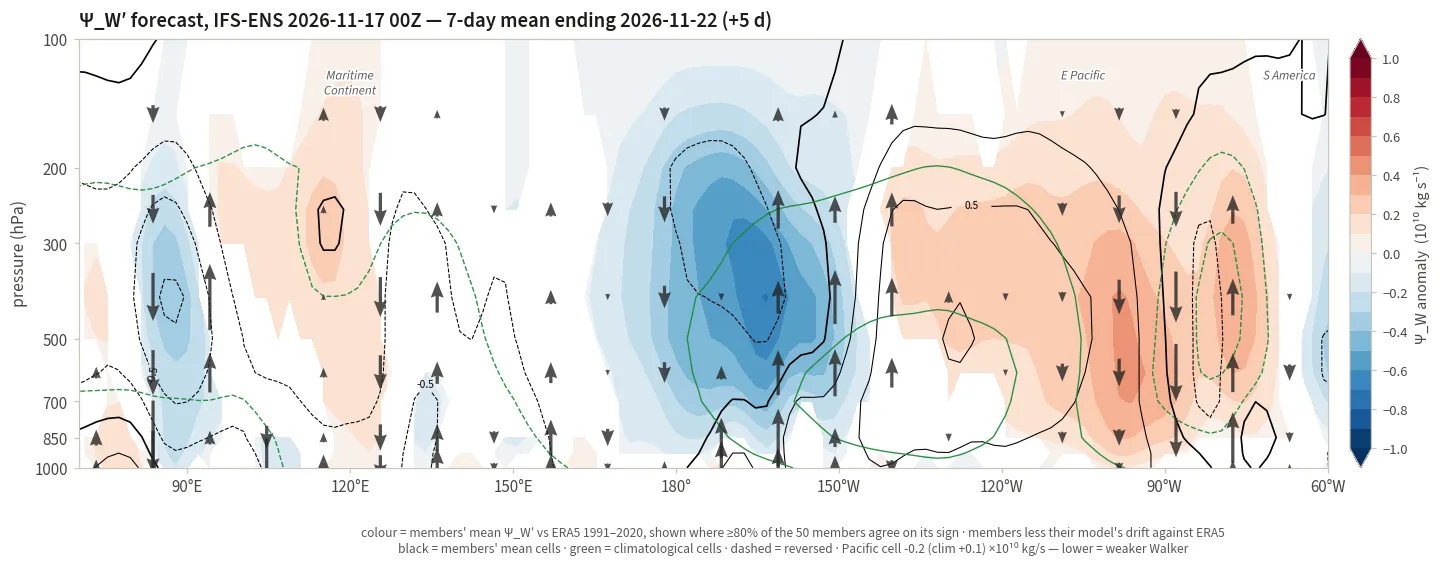 Ψ_W′ forecast, IFS-ENS 2026-11-17 00Z — 7-day mean ending 2026-11-22 (+5 d)
100
200
300
400
500
700
850
1000
pressure (hPa)
Maritime
Continent
E Pacific
S America
0.5
-0.5
90°E
120°E
150°E
180°
150°W
120°W
90°W
60°W
1.0
0.8
0.6
0.4
0.2
0.0
−0.2
−0.4
−0.6
−0.8
−1.0
Ψ_W anomaly (10¹⁰ kg s⁻¹)
colour = members' mean Ψ_W′ vs ERA5 1991–2020, shown where ≥80% of the 50 members agree on its sign · members less their model's drift against ERA5
black = members' mean cells · green = climatological cells · dashed = reversed · Pacific cell -0.2 (clim +0.1) ×10¹⁰ kg/s — lower = weaker Walker